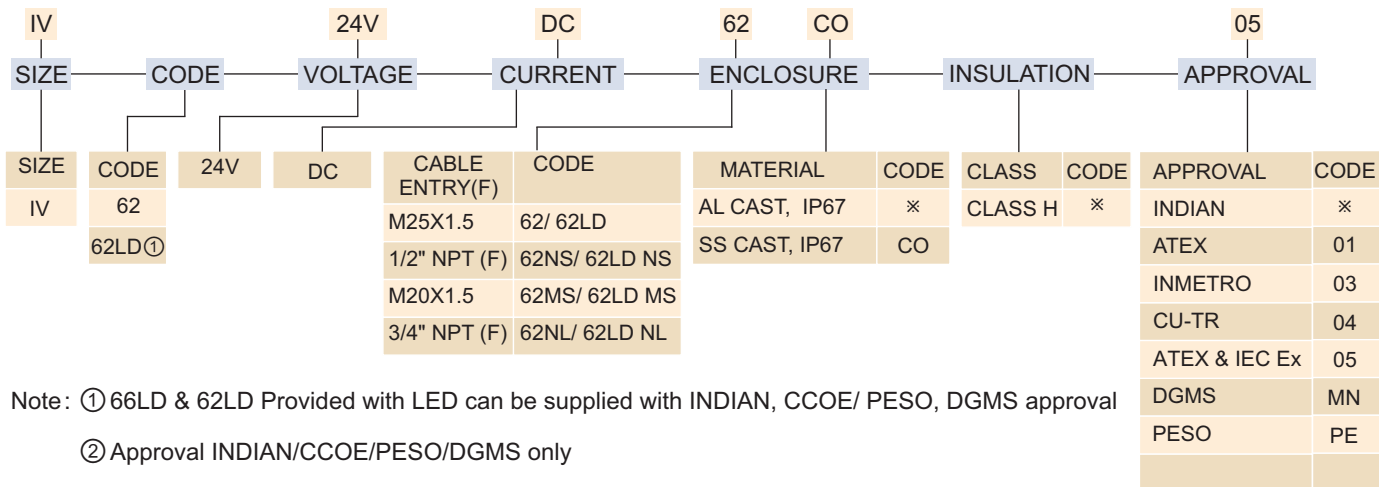 IV 24V DC 62 CO 05
SIZE CODE VOLTAGE CURRENT ENCLOSURE INSULATION APPROVAL
SIZE
IV
CODE
62
62LD①
24V
DC
CABLE ENTRY(F) CODE
M25X1.5 62/ 62LD
1/2" NPT (F) 62NS/ 62LD NS
M20X1.5 62MS/ 62LD MS
3/4" NPT (F) 62NL/ 62LD NL
MATERIAL CODE
AL CAST, IP67 ※
SS CAST, IP67 CO
CLASS CODE
CLASS H ※
APPROVAL CODE
INDIAN ※
ATEX 01
INMETRO 03
CU-TR 04
ATEX & IEC Ex 05
DGMS MN
PESO PE
Note: ① 66LD & 62LD Provided with LED can be supplied with INDIAN, CCOE/ PESO, DGMS approval
② Approval INDIAN/CCOE/PESO/DGMS only